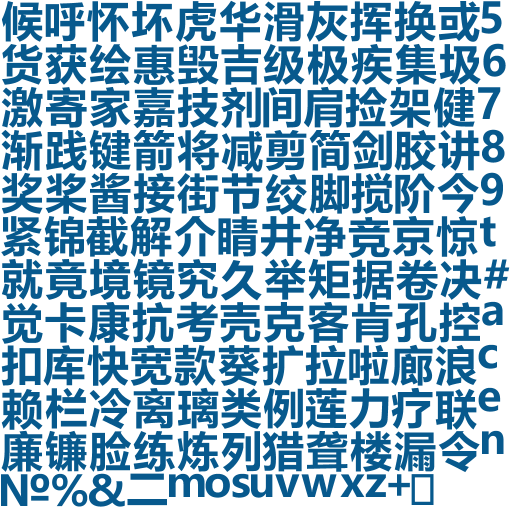 候呼怀坏虎华滑灰挥换或5
货获绘惠毁吉级极疾集圾6
激寄家嘉技剂间肩捡架健7
渐践键箭将减剪简剑胶讲8
奖桨酱接街节绞脚搅阶今9
紧锦截解介睛井净竞京惊t
就竟境镜究久举矩据卷决#
觉卡康抗考壳克客肯孔控a
扣库快宽款葵扩拉啦廊浪c
赖栏冷离璃类例莲力疗联e
廉镰脸练炼列猎聋楼漏令n
№%&二mosuvwxz+▯